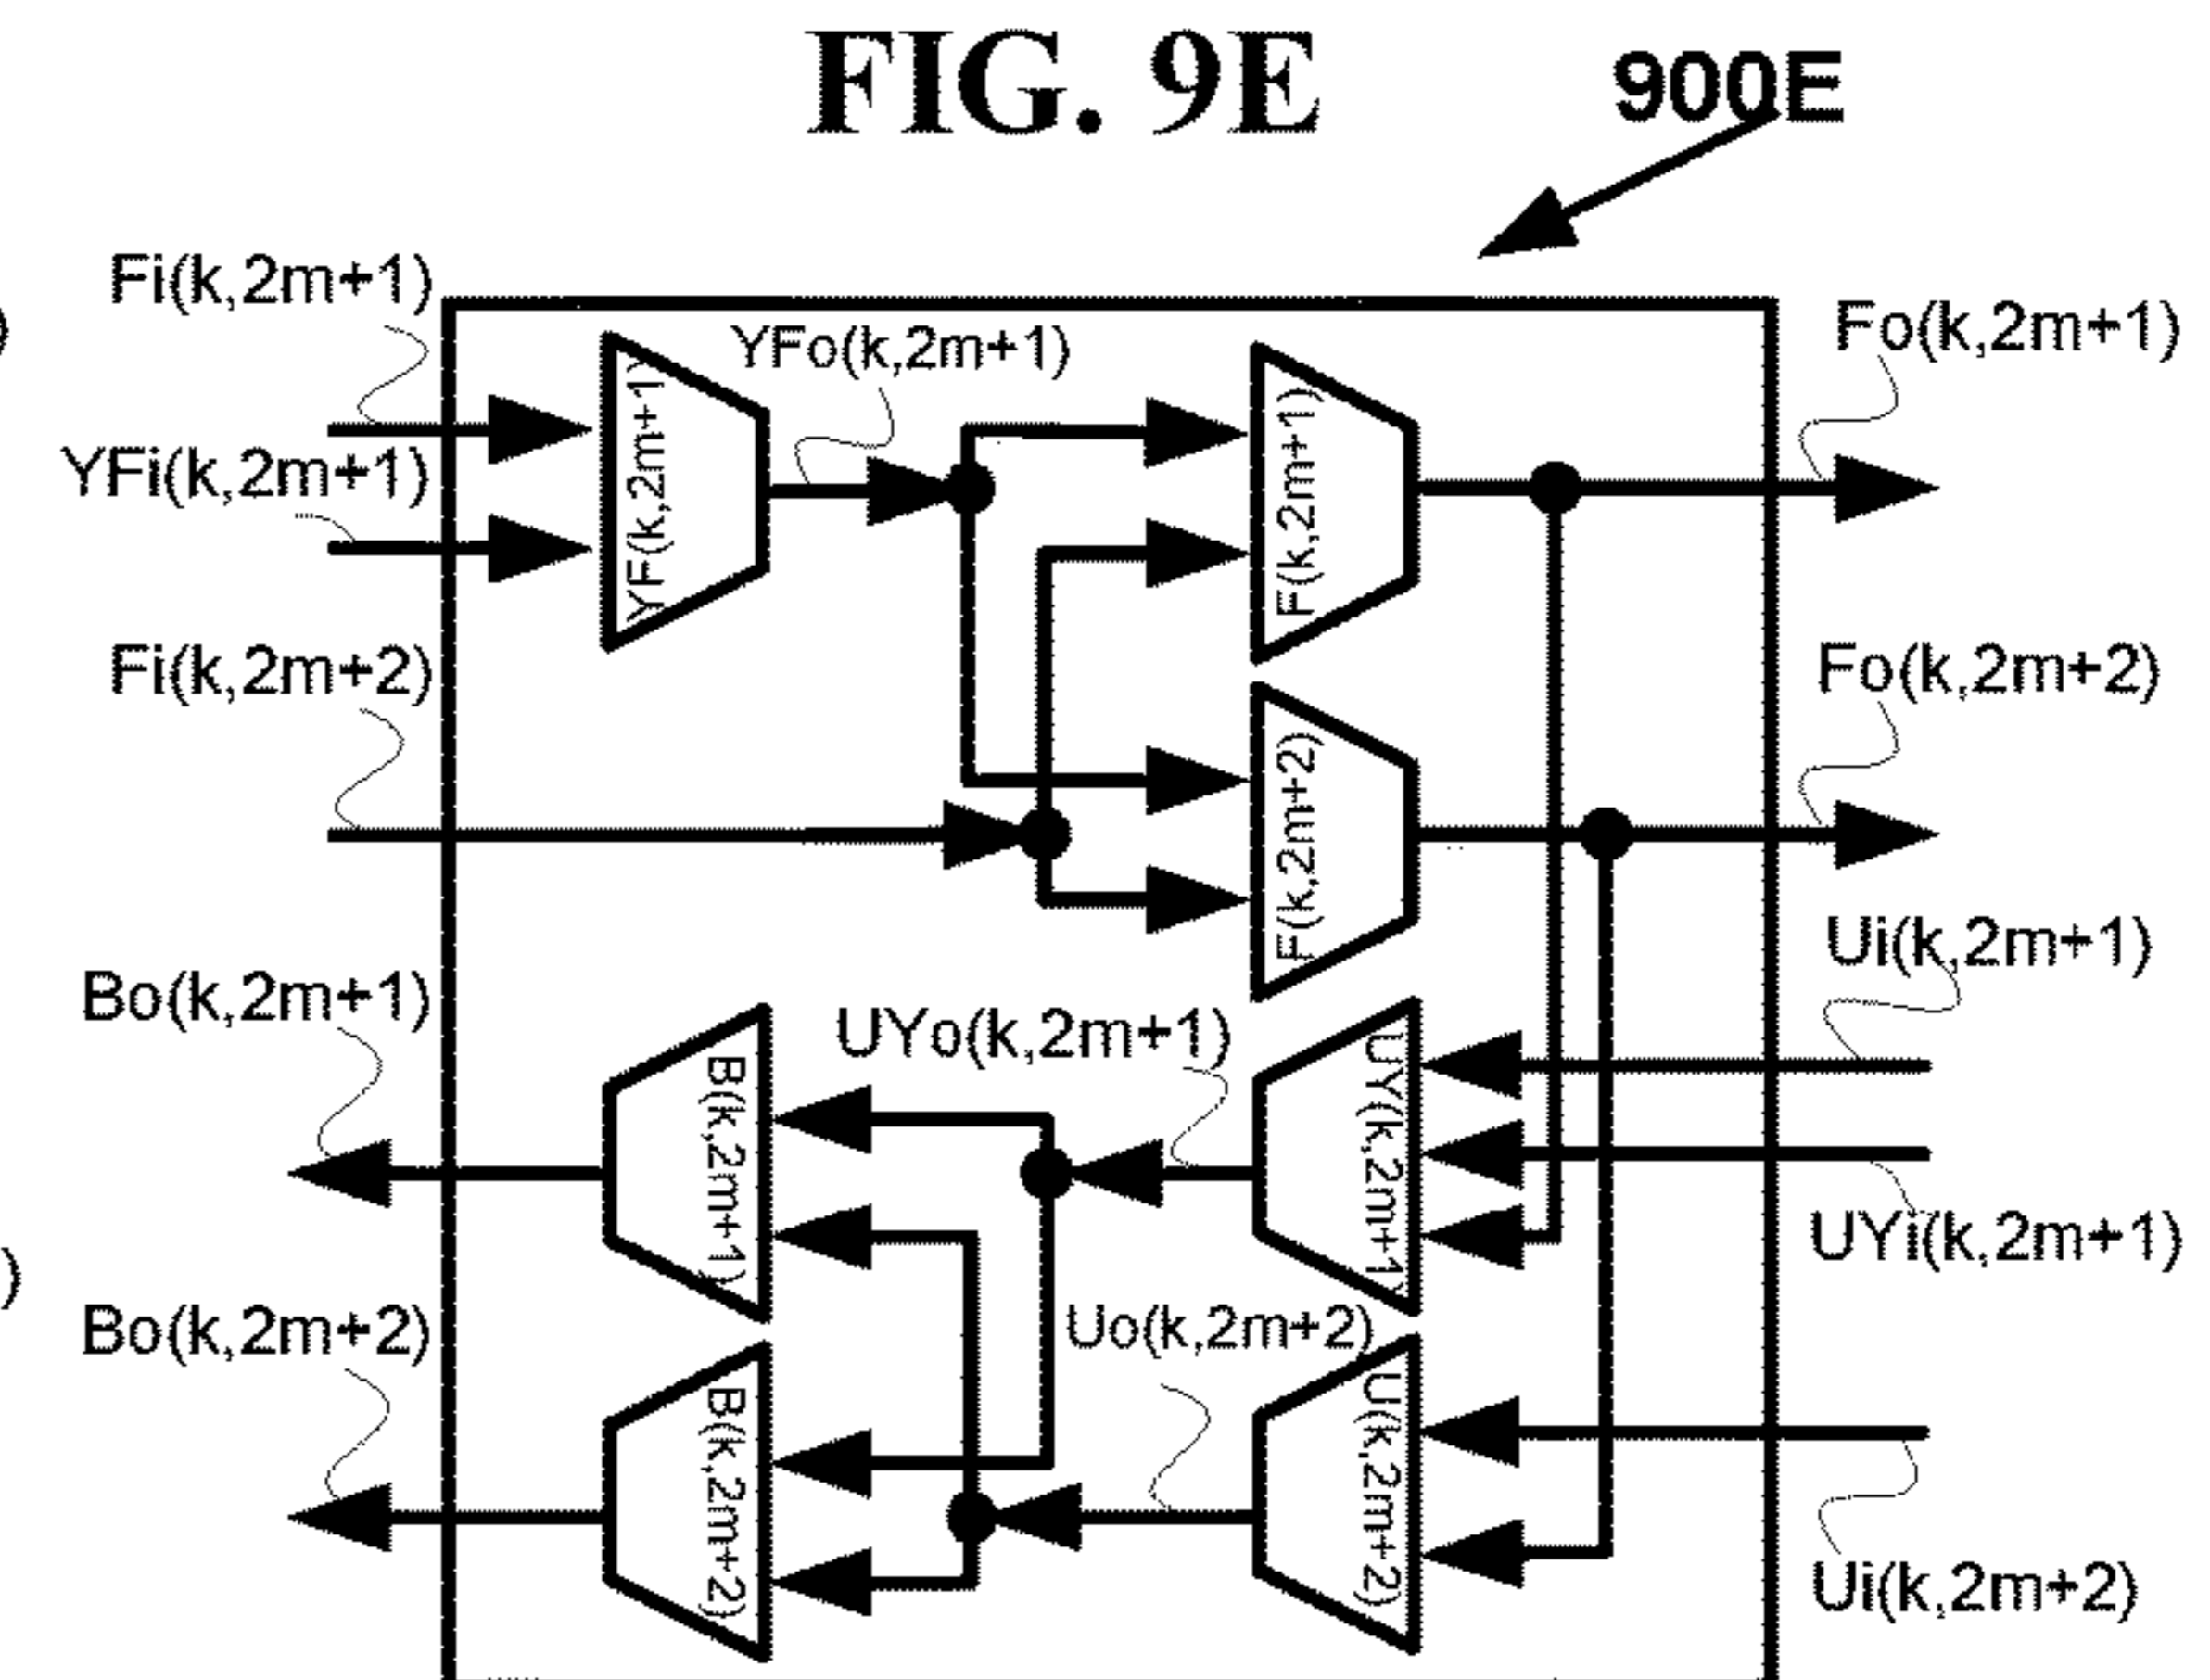 FIG. 9E
900E
Fi(k,2m+1)
)
YFo(k,2m+1)
Fo(k,2m+1)
YFi(k,2m+1)
YF(k,2m+1)
F(k,2m+1)
Fi(k,2m+2)
Fo(k,2m+2)
F(k,2m+2)
Ui(k,2m+1)
Bo(k,2m+1)
UYo(k,2m+1)
B(k,2m+1)
UY(k,2m+1)
UYi(k,2m+1)
)
Bo(k,2m+2)
Uo(k,2m+2)
B(k,2m+2)
U(k,2m+2)
Ui(k,2m+2)